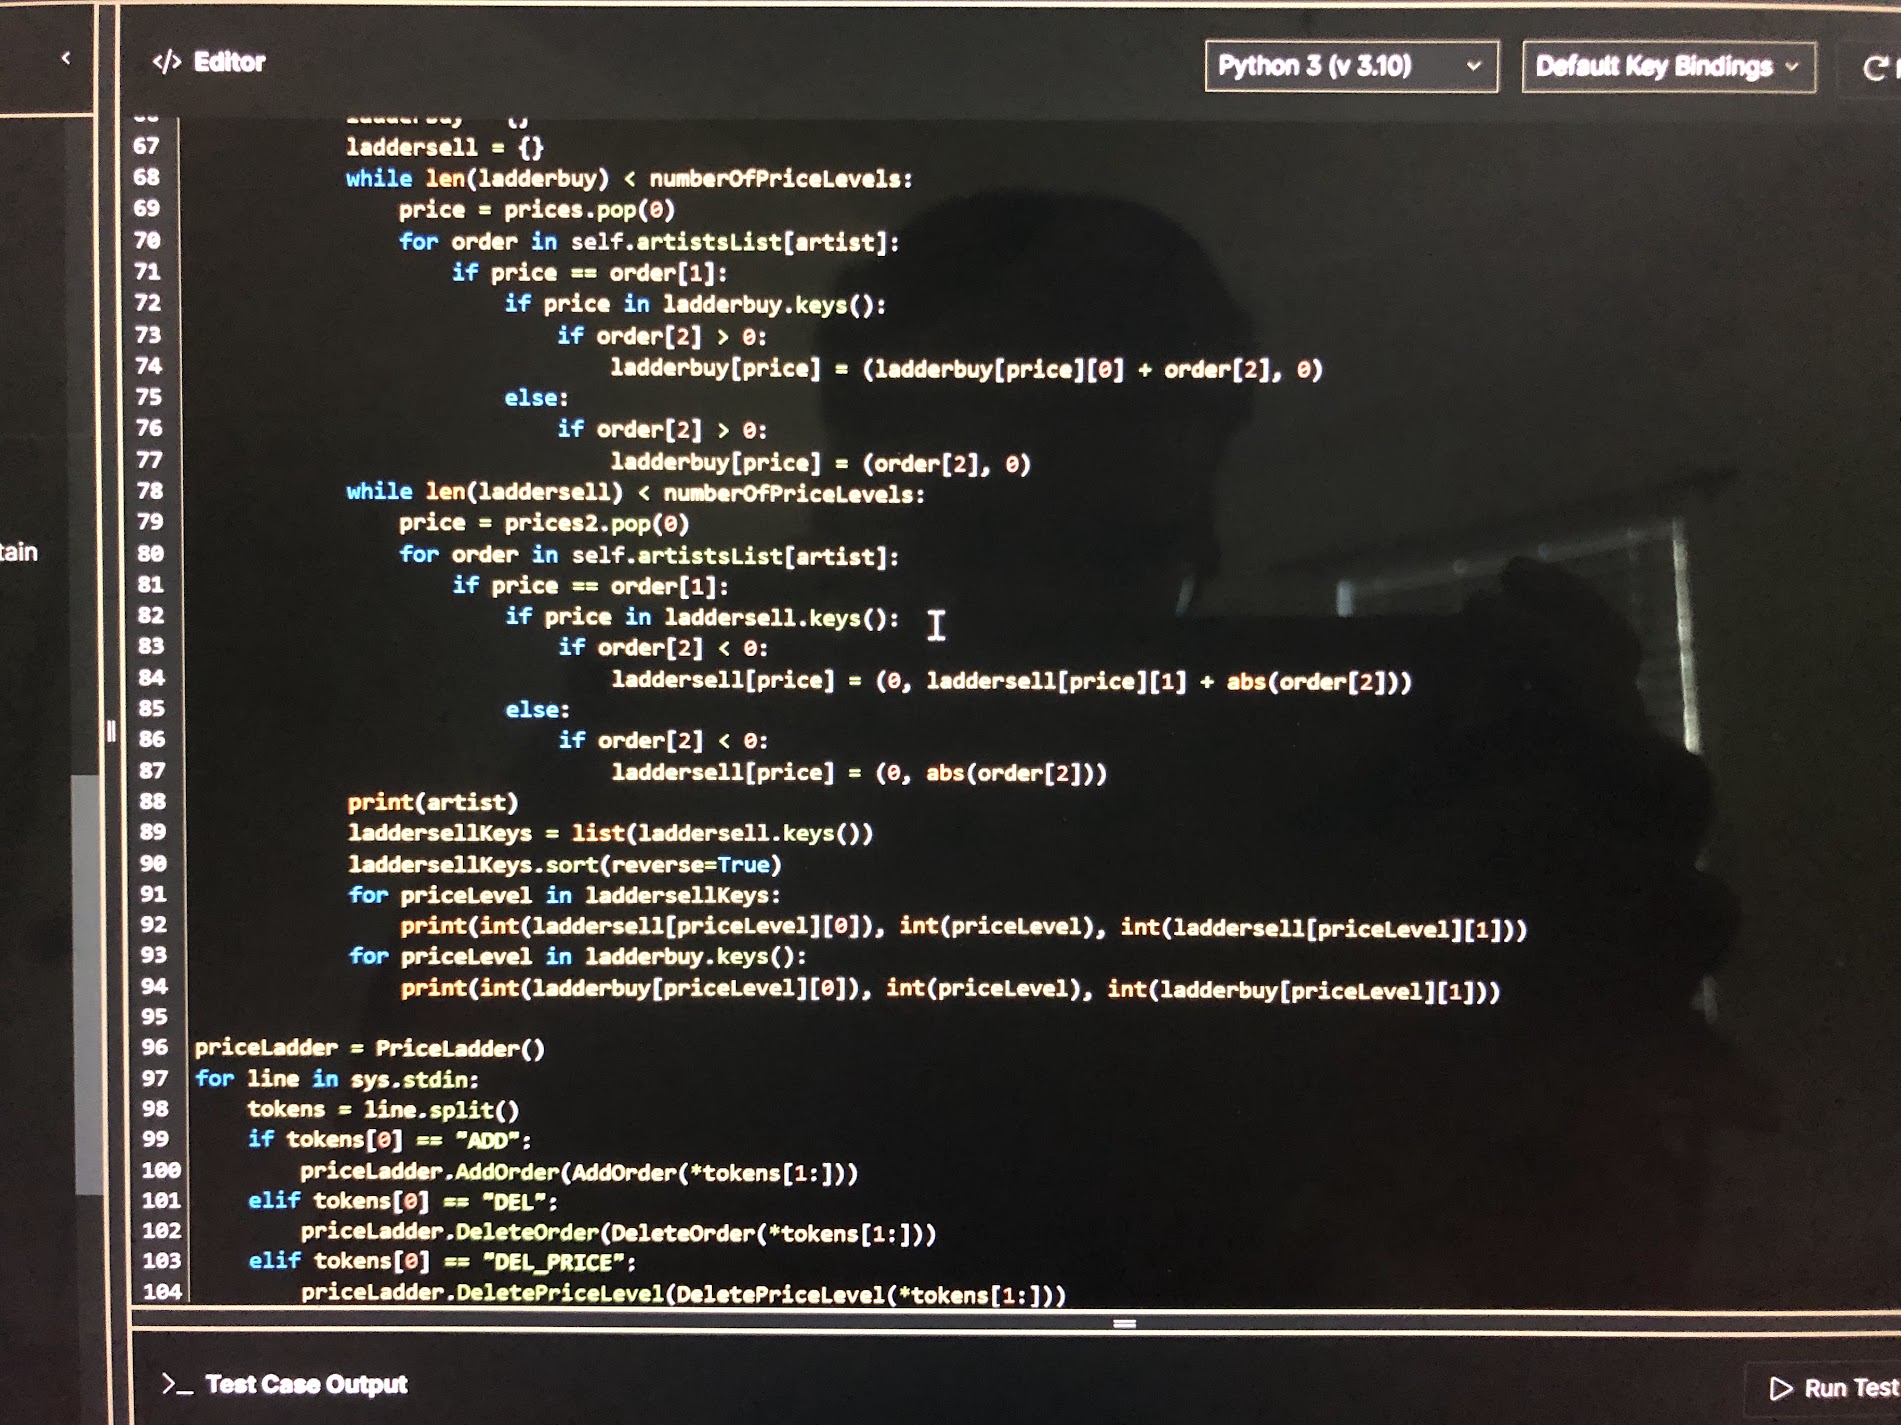 </> Editor
Python 3 (v 3.10)
Default Key Bindings
67 laddersell = {}
68 while len(ladderbuy) < numberOfPriceLevels:
69 price = prices.pop(0)
70 for order in self.artistsList[artist]:
71 if price == order[1]:
72 if price in ladderbuy.keys():
73 if order[2] > 0:
74 ladderbuy[price] = (ladderbuy[price][0] + order[2], 0)
75 else:
76 if order[2] > 0:
77 ladderbuy[price] = (order[2], 0)
78 while len(laddersell) < numberOfPriceLevels:
79 price = prices2.pop(0)
80 for order in self.artistsList[artist]:
81 if price == order[1]:
82 if price in laddersell.keys():
83 if order[2] < 0:
84 laddersell[price] = (0, laddersell[price][1] + abs(order[2]))
85 else:
86 if order[2] < 0:
87 laddersell[price] = (0, abs(order[2]))
88 print(artist)
89 laddersellKeys = list(laddersell.keys())
90 laddersellKeys.sort(reverse=True)
91 for priceLevel in laddersellKeys:
92 print(int(laddersell[priceLevel][0]), int(priceLevel), int(laddersell[priceLevel][1]))
93 for priceLevel in ladderbuy.keys():
94 print(int(ladderbuy[priceLevel][0]), int(priceLevel), int(ladderbuy[priceLevel][1]))
95
96 priceLadder = PriceLadder()
97 for line in sys.stdin:
98 tokens = line.split()
99 if tokens[0] == "ADD":
100 priceLadder.AddOrder(AddOrder(*tokens[1:]))
101 elif tokens[0] == "DEL":
102 priceLadder.DeleteOrder(DeleteOrder(*tokens[1:]))
103 elif tokens[0] == "DEL_PRICE":
104 priceLadder.DeletePriceLevel(DeletePriceLevel(*tokens[1:]))
tain
>_ Test Case Output
Run Test